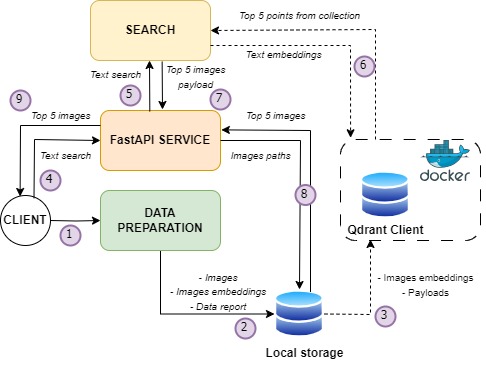 Top 5 points from collection
SEARCH
Text embeddings
6
Text search
Top 5 images
payload
5
7
9
Top 5 images
Top 5 images
FastAPI SERVICE
Text search
Images paths
4
8
docker
Qdrant Client
CLIENT
DATA
PREPARATION
1
- Images
- Images embeddings
- Data report
- Images embeddings
- Payloads
2
3
Local storage